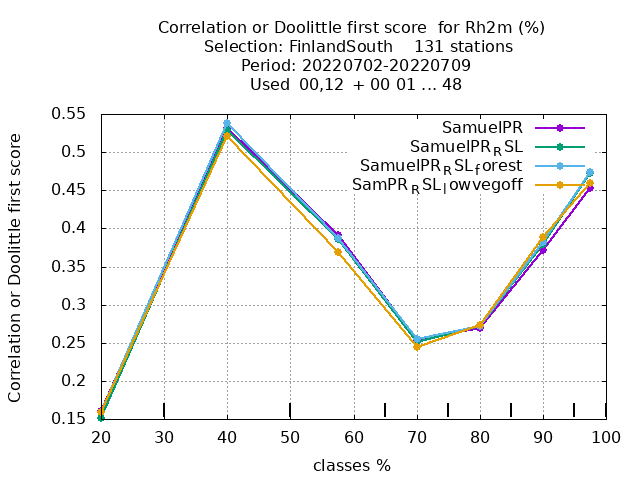 Correlation or Doolittle first score  for Rh2m (%)
Selection: FinlandSouth    131 stations
Period: 20220702-20220709
Used  00,12  + 00 01 ... 48
Correlation or Doolittle first score
0.55
0.5
0.45
0.4
0.35
0.3
0.25
0.2
0.15
SamuelPR
SamuelPR_RSL
SamuelPR_RSL_forest
SamPR_RSL_lowvegoff
20 30 40 50 60 70 80 90 100
classes %